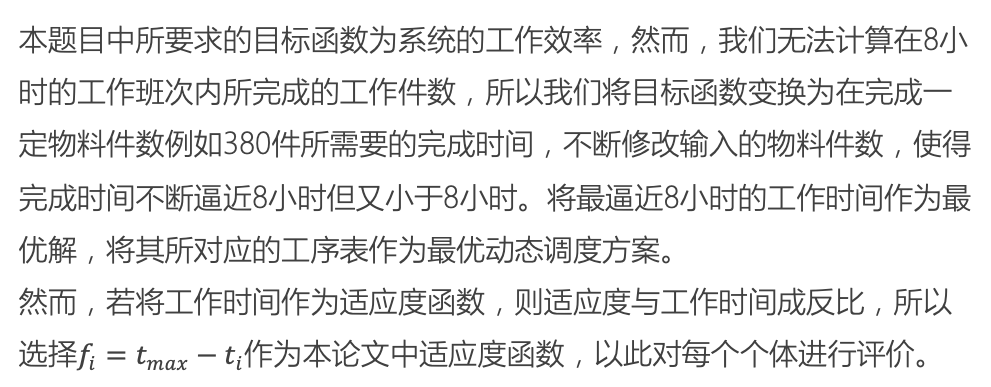 本题目中所要求的目标函数为系统的工作效率，然而，我们无法计算在8小
时的工作班次内所完成的工作件数，所以我们将目标函数变换为在完成一
定物料件数例如380件所需要的完成时间，不断修改输入的物料件数，使得
完成时间不断逼近8小时但又小于8小时。将最逼近8小时的工作时间作为最
优解，将其所对应的工序表作为最优动态调度方案。
然而，若将工作时间作为适应度函数，则适应度与工作时间成反比，所以
选择$f_i = t_{max} - t_i$作为本论文中适应度函数，以此对每个个体进行评价。